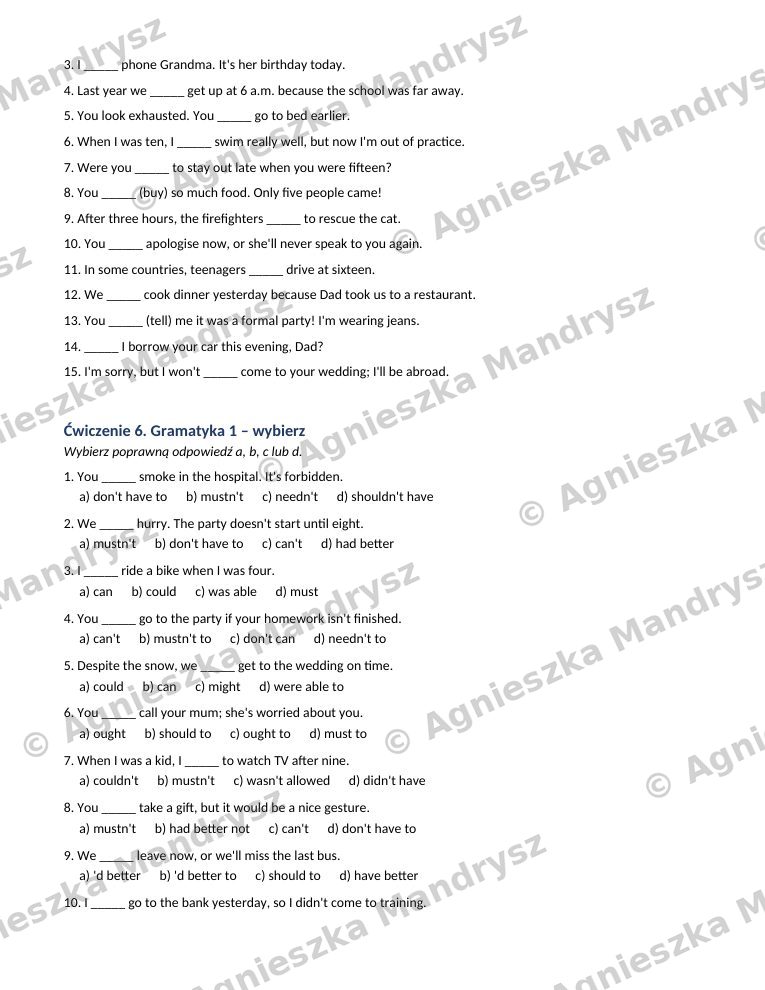 3. I _____ phone Grandma. It's her birthday today.
4. Last year we _____ get up at 6 a.m. because the school was far away.
5. You look exhausted. You _____ go to bed earlier.
6. When I was ten, I _____ swim really well, but now I'm out of practice.
7. Were you _____ to stay out late when you were fifteen?
8. You _____ (buy) so much food. Only five people came!
9. After three hours, the firefighters _____ to rescue the cat.
10. You _____ apologise now, or she'll never speak to you again.
11. In some countries, teenagers _____ drive at sixteen.
12. We _____ cook dinner yesterday because Dad took us to a restaurant.
13. You _____ (tell) me it was a formal party! I'm wearing jeans.
14. _____ I borrow your car this evening, Dad?
15. I'm sorry, but I won't _____ come to your wedding; I'll be abroad.
Ćwiczenie 6. Gramatyka 1 – wybierz
Wybierz poprawną odpowiedź a, b, c lub d.
1. You _____ smoke in the hospital. It's forbidden.
a) don't have to b) mustn't c) needn't d) shouldn't have
2. We _____ hurry. The party doesn't start until eight.
a) mustn't b) don't have to c) can't d) had better
3. I _____ ride a bike when I was four.
a) can b) could c) was able d) must
4. You _____ go to the party if your homework isn't finished.
a) can't b) mustn't to c) don't can d) needn't to
5. Despite the snow, we _____ get to the wedding on time.
a) could b) can c) might d) were able to
6. You _____ call your mum; she's worried about you.
a) ought b) should to c) ought to d) must to
7. When I was a kid, I _____ to watch TV after nine.
a) couldn't b) mustn't c) wasn't allowed d) didn't have
8. You _____ take a gift, but it would be a nice gesture.
a) mustn't b) had better not c) can't d) don't have to
9. We _____ leave now, or we'll miss the last bus.
a) 'd better b) 'd better to c) should to d) have better
10. I _____ go to the bank yesterday, so I didn't come to training.
© Agnieszka Mandrysz